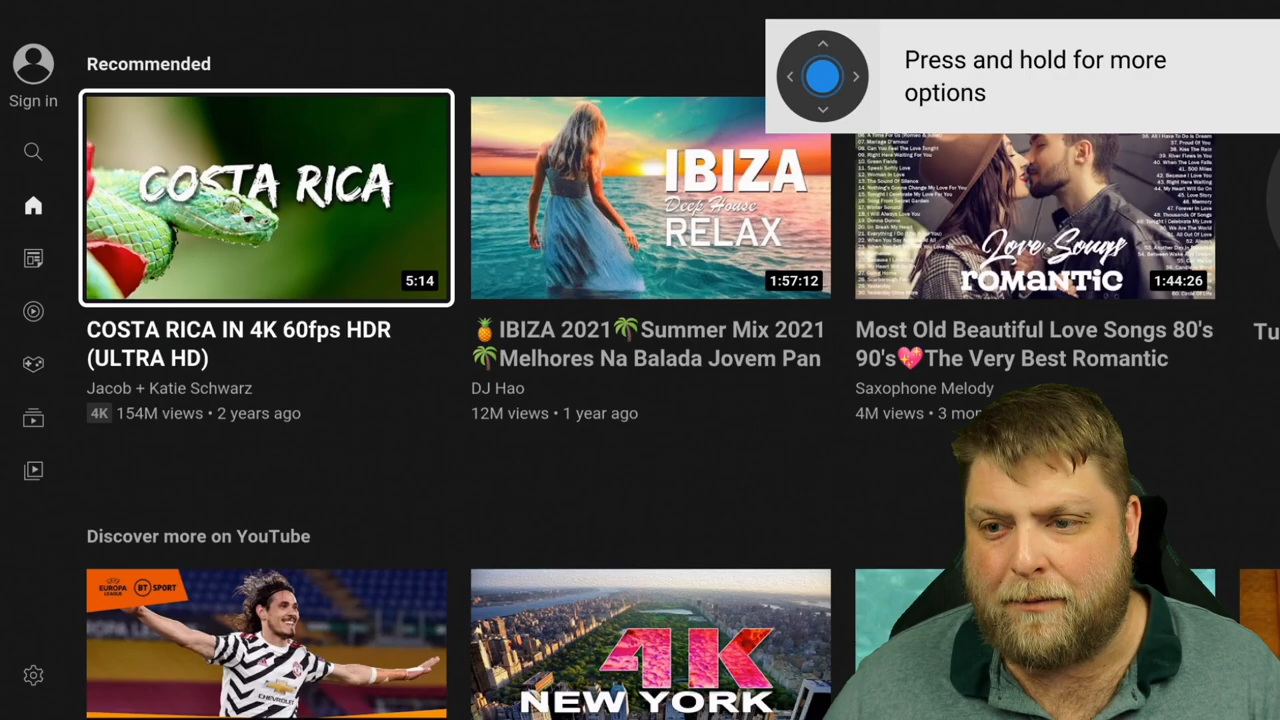 Recommended
Press and hold for more
options
Sign in
COSTA RICA
5:14
IBIZA
Deep House
RELAX
1:57:12
Love Songs
ROMANTIC
1:44:26
COSTA RICA IN 4K 60fps HDR
(ULTRA HD)
Jacob + Katie Schwarz
4K 154M views • 2 years ago
🍍IBIZA 2021🌴Summer Mix 2021
🌴Melhores Na Balada Jovem Pan
DJ Hao
12M views • 1 year ago
Most Old Beautiful Love Songs 80's
90's💖The Very Best Romantic
Saxophone Melody
4M views • 3 mon
Tu
Discover more on YouTube
EUROPA
LEAGUE
BT SPORT
CHEVROLET
4K
NEW YORK